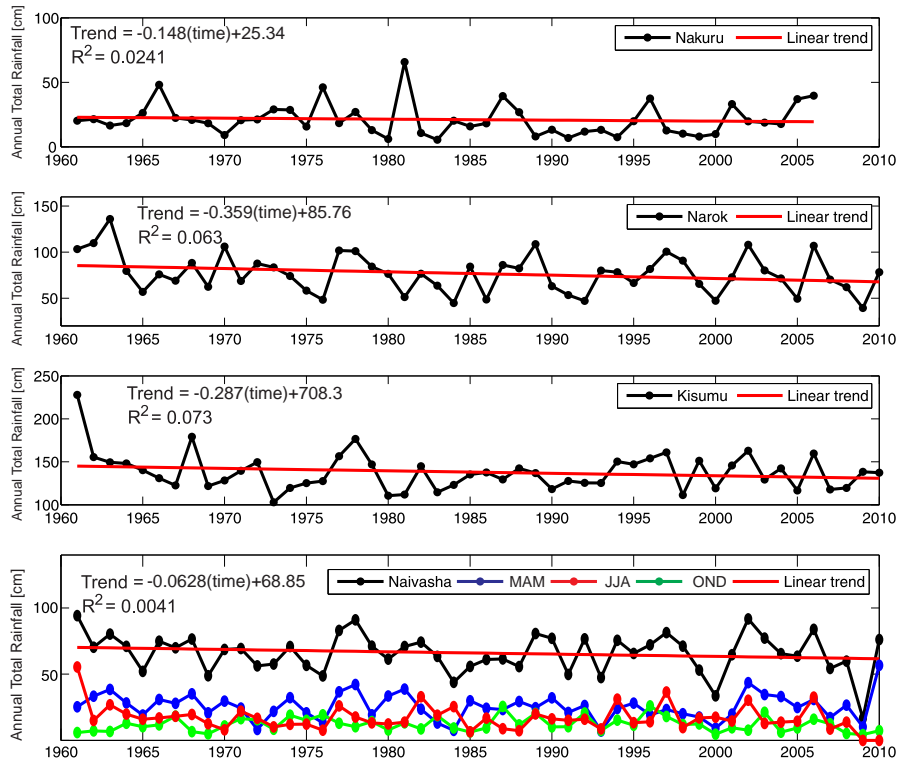 Annual Total Rainfall [cm]
100
50
0
Trend = -0.148(time)+25.34
R2 = 0.0241
Nakuru Linear trend
1960 1965 1970 1975 1980 1985 1990 1995 2000 2005 2010
Annual Total Rainfall [cm]
150
100
50
Trend = -0.359(time)+85.76
R2 = 0.063
Narok Linear trend
1960 1965 1970 1975 1980 1985 1990 1995 2000 2005 2010
Annual Total Rainfall [cm]
250
200
150
100
Trend = -0.287(time)+708.3
R2 = 0.073
Kisumu Linear trend
1960 1965 1970 1975 1980 1985 1990 1995 2000 2005 2010
Annual Total Rainfall [cm]
100
50
Trend = -0.0628(time)+68.85
R2 = 0.0041
Naivasha MAM JJA OND Linear trend
1960 1965 1970 1975 1980 1985 1990 1995 2000 2005 2010